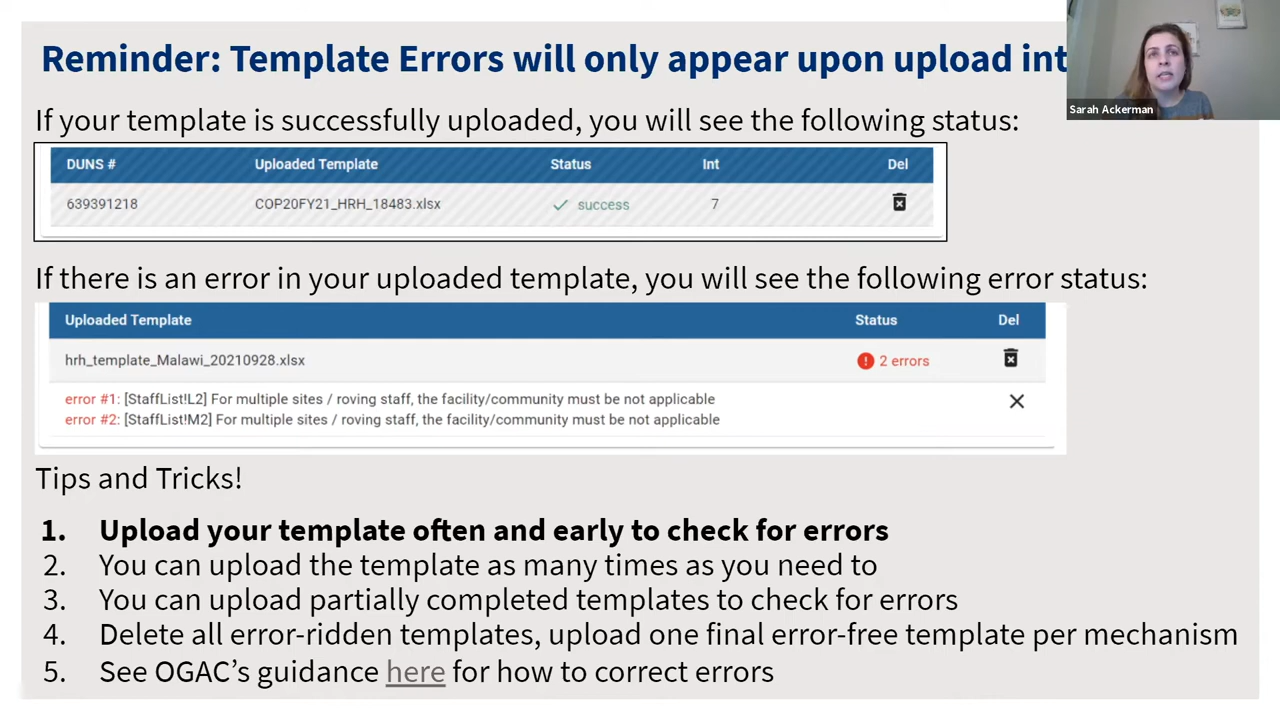 Reminder: Template Errors will only appear upon upload int
Sarah Ackerman
If your template is successfully uploaded, you will see the following status:
DUNS # Uploaded Template Status Int Del
639391218 COP20FY21_HRH_18483.xlsx success 7
If there is an error in your uploaded template, you will see the following error status:
Uploaded Template Status Del
hrh_template_Malawi_20210928.xlsx 2 errors
error #1: [StaffList!L2] For multiple sites / roving staff, the facility/community must be not applicable
error #2: [StaffList!M2] For multiple sites / roving staff, the facility/community must be not applicable
Tips and Tricks!
1. Upload your template often and early to check for errors
2. You can upload the template as many times as you need to
3. You can upload partially completed templates to check for errors
4. Delete all error-ridden templates, upload one final error-free template per mechanism
5. See OGAC’s guidance here for how to correct errors